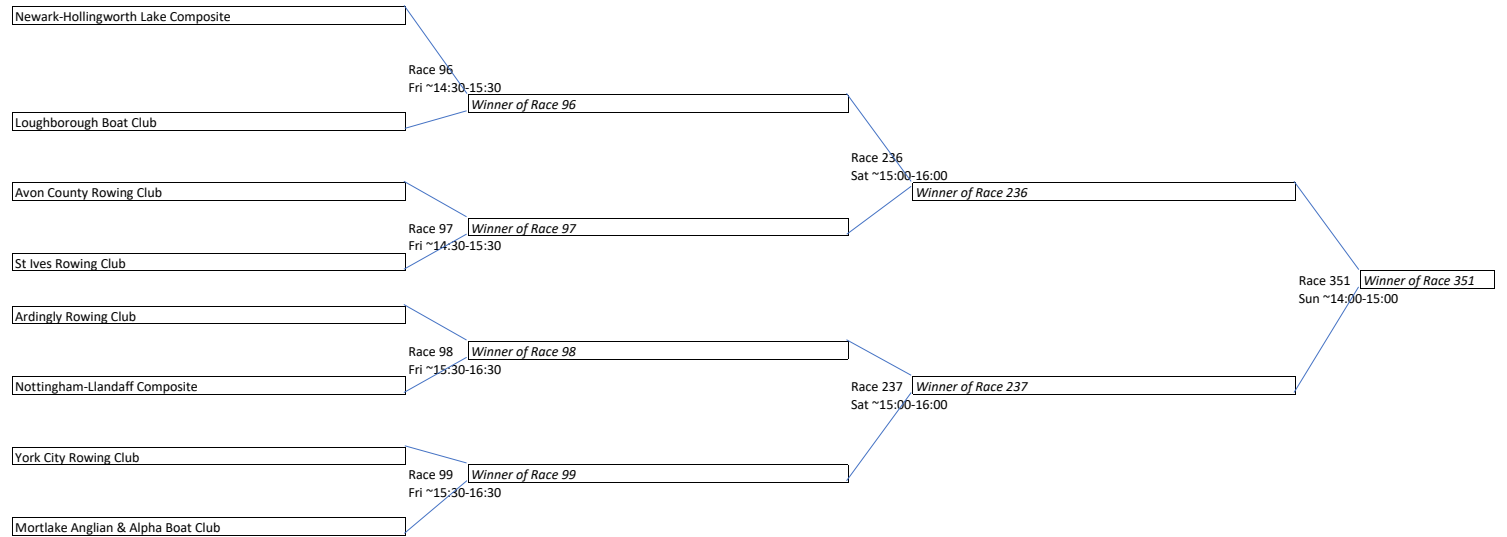 Newark-Hollingworth Lake Composite
Race 96
Fri ~14:30-15:30
Winner of Race 96
Loughborough Boat Club
Race 236
Sat ~15:00-16:00
Avon County Rowing Club
Winner of Race 236
Race 97
Winner of Race 97
Fri ~14:30-15:30
St Ives Rowing Club
Race 351
Winner of Race 351
Sun ~14:00-15:00
Ardingly Rowing Club
Race 98
Winner of Race 98
Fri ~15:30-16:30
Nottingham-Llandaff Composite
Race 237
Winner of Race 237
Sat ~15:00-16:00
York City Rowing Club
Race 99
Winner of Race 99
Fri ~15:30-16:30
Mortlake Anglian & Alpha Boat Club